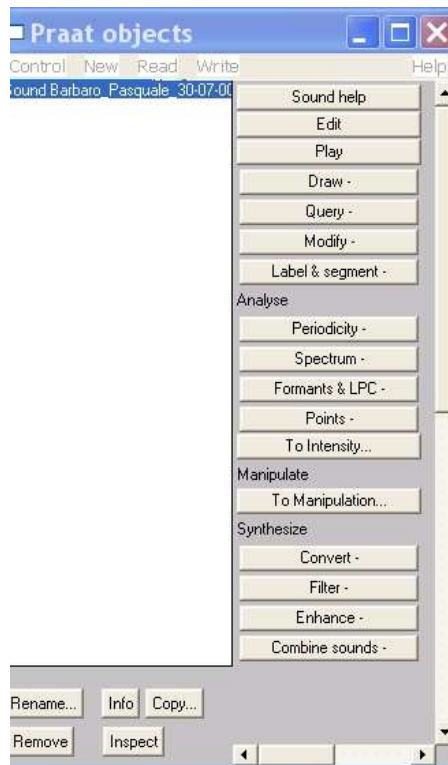 Praat objects
Control New Read Write Help
Sound Barbaro_Pasquale_30-07-00
Sound help
Edit
Play
Draw -
Query -
Modify -
Label & segment -
Analyse
Periodicity -
Spectrum -
Formants & LPC -
Points -
To Intensity...
Manipulate
To Manipulation...
Synthesize
Convert -
Filter -
Enhance -
Combine sounds -
Rename... Info Copy...
Remove Inspect